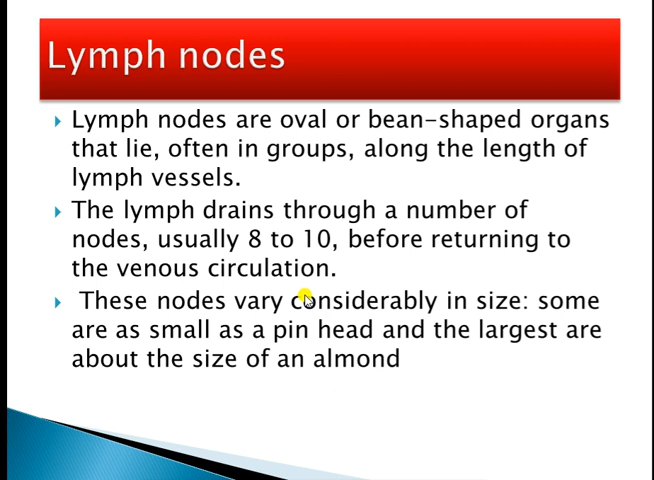 Lymph nodes
Lymph nodes are oval or bean-shaped organs
that lie, often in groups, along the length of
lymph vessels.
The lymph drains through a number of
nodes, usually 8 to 10, before returning to
the venous circulation.
These nodes vary considerably in size: some
are as small as a pin head and the largest are
about the size of an almond